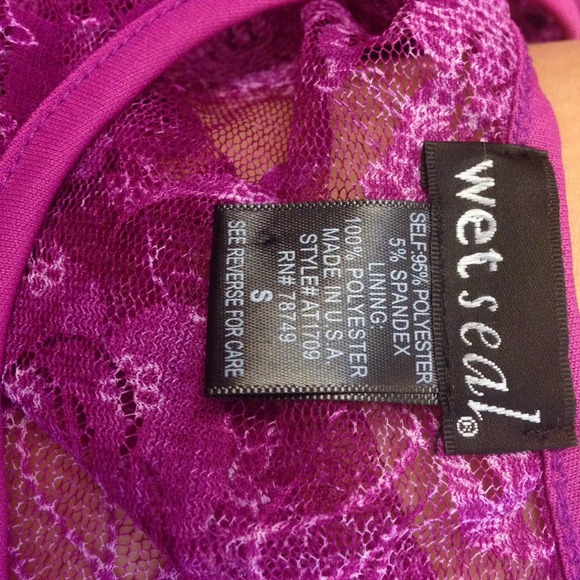 wet seal®
SELF:95% POLYESTER
5% SPANDEX
LINING
100% POLYESTER
MADE IN U.S.A
STYLE# AT1709
RN# 78749
S
SEE REVERSE FOR CARE